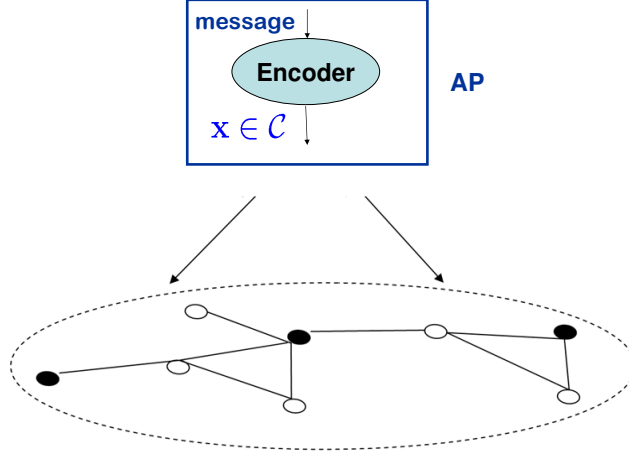 message
Encoder
AP
x ∈ 𝒞